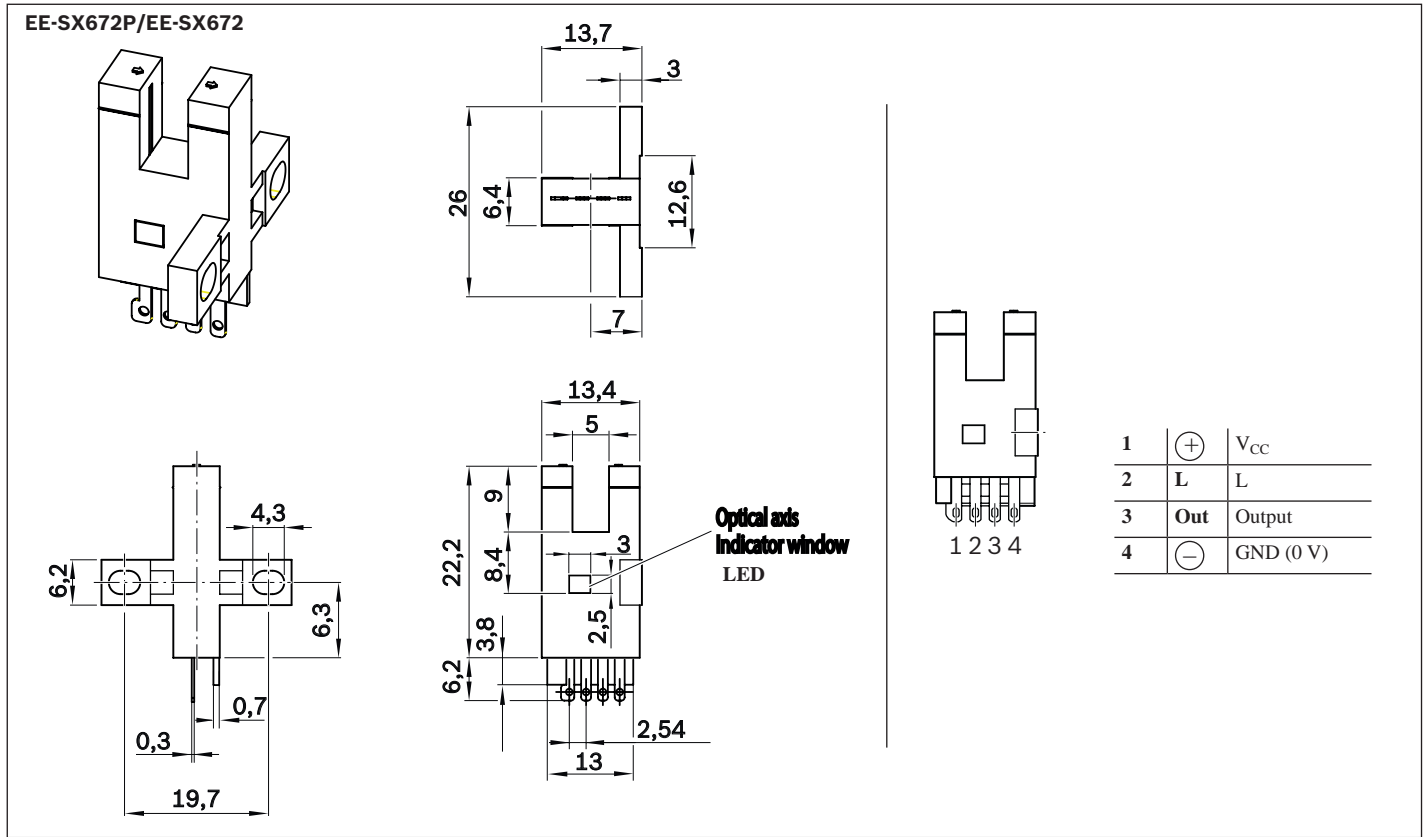 EE-SX672P/EE-SX672
13,7
3
26
6,4
12,6
7
13,4
5
9
22,2
8,4
3
2,5
3,8
6,2
2,54
13
Optical axis
Indicator window
LED
4,3
6,2
6,3
0,7
0,3
19,7
1 2 3 4
1 + VCC
2 L L
3 Out Output
4 − GND (0 V)